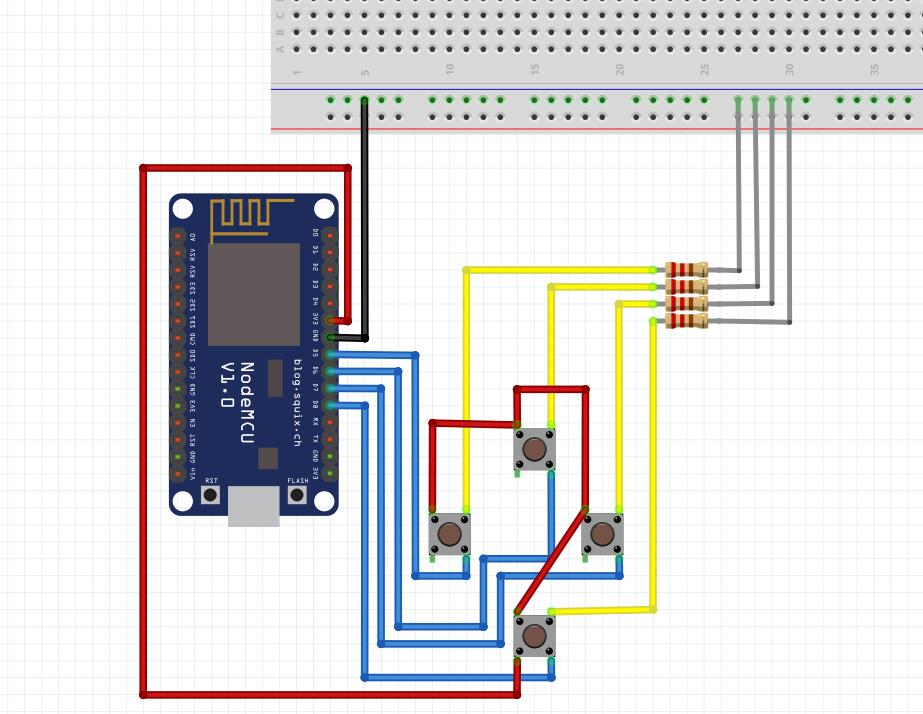 C
B
A
1 5 10 15 20 25 30 35
A0 D0
RSV D1
RSV D2
SD3 D3
SD2 D4
SD1 3V3
CMD GND
SD0 D5
CLK D6
GND D7
3V3 D8
EN RX
RST TX
GND GND
Vin 3V3
NodeMCU
V1.0
blog.squix.ch
RST
FLASH